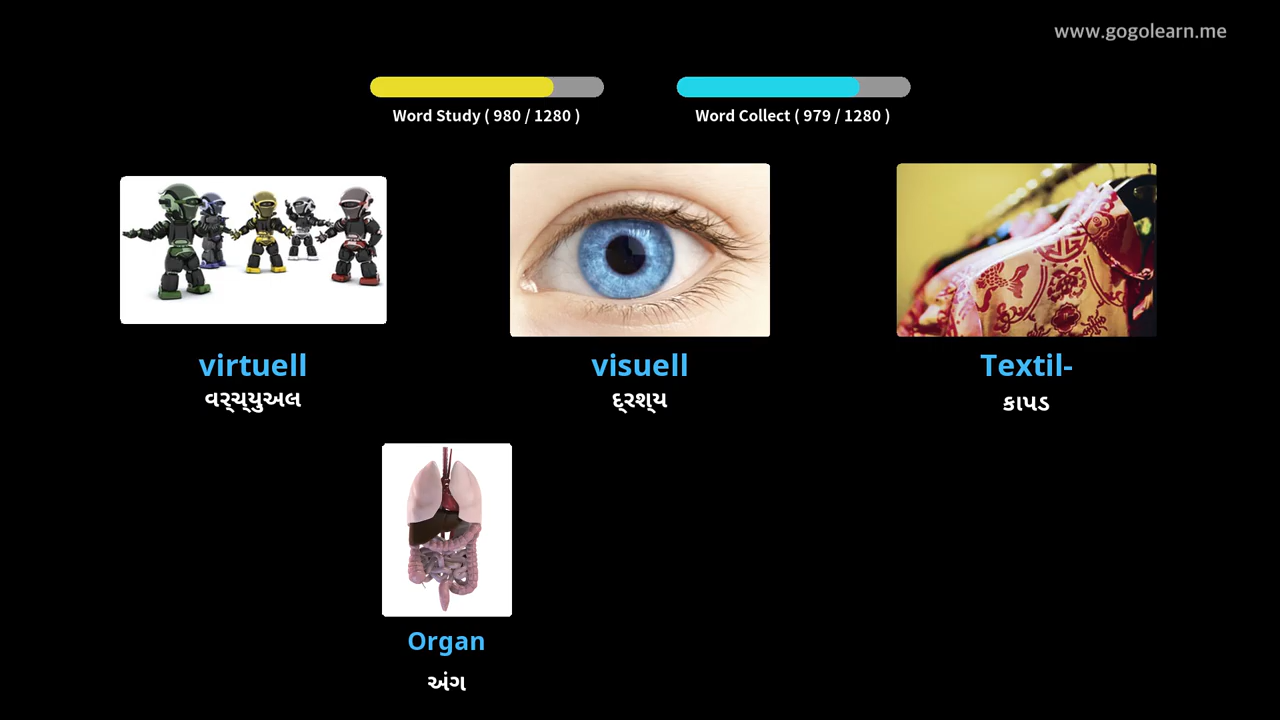 www.gogolearn.me
Word Study ( 980 / 1280 )
Word Collect ( 979 / 1280 )
virtuell
વર્ચ્યુઅલ
visuell
દ્રશ્ય
Textil-
કાપડ
Organ
અંગ